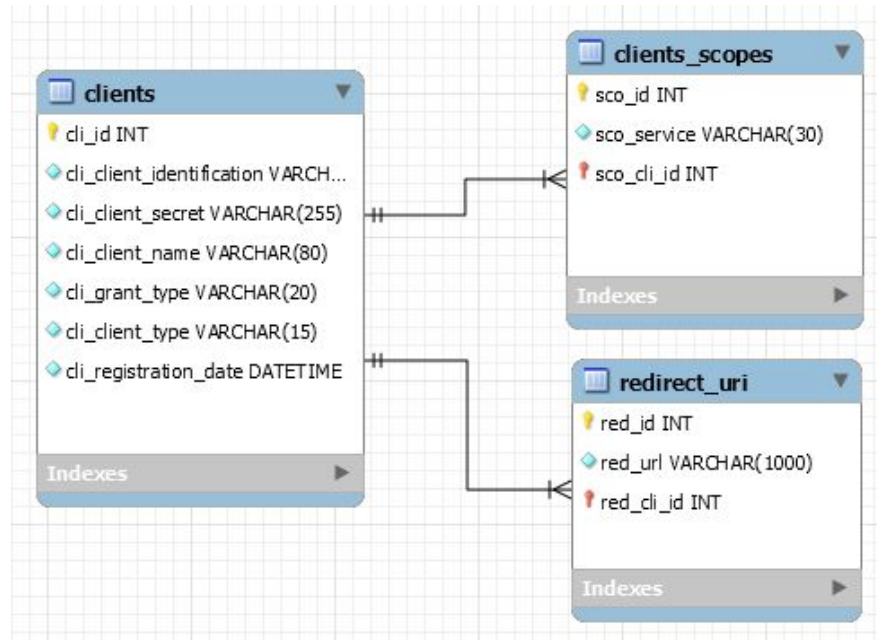 clients
cli_id INT
cli_client_identification VARCH...
cli_client_secret VARCHAR(255)
cli_client_name VARCHAR(80)
cli_grant_type VARCHAR(20)
cli_client_type VARCHAR(15)
cli_registration_date DATETIME
Indexes
clients_scopes
sco_id INT
sco_service VARCHAR(30)
sco_cli_id INT
Indexes
redirect_uri
red_id INT
red_url VARCHAR(1000)
red_cli_id INT
Indexes